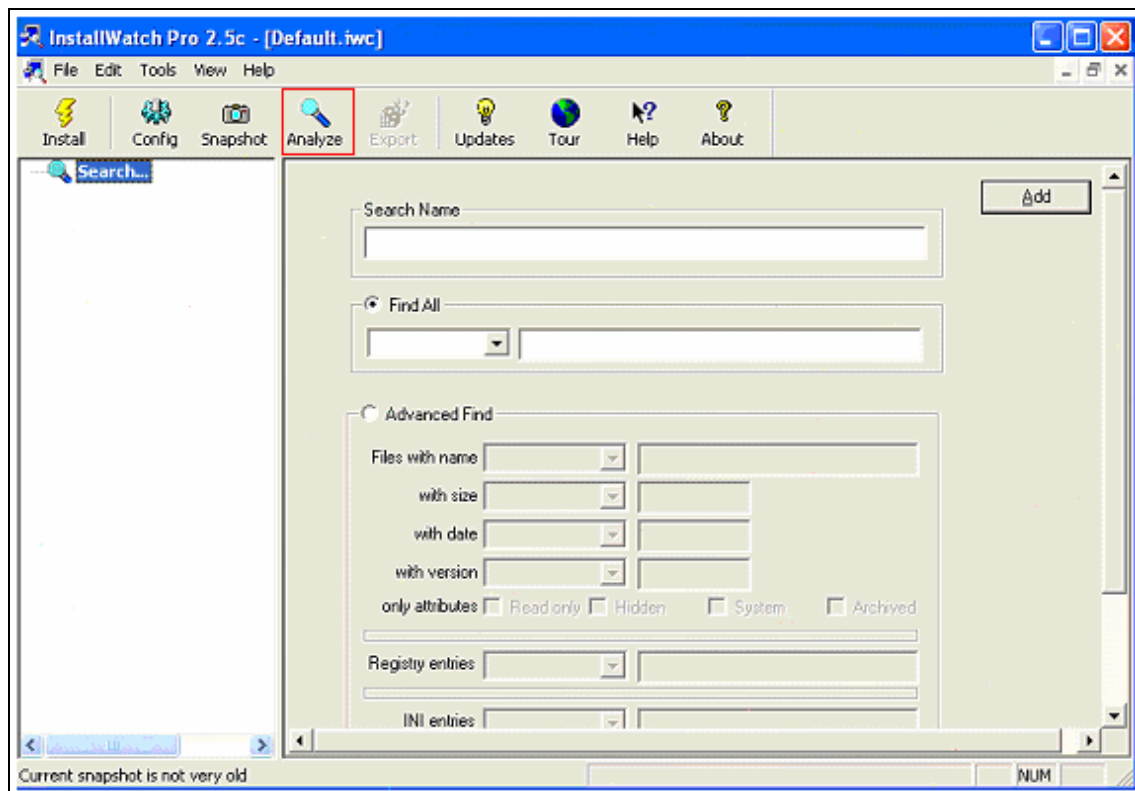 InstallWatch Pro 2.5c - [Default.iwc]
File Edit Tools View Help
Install Config Snapshot Analyze Export Updates Tour Help About
Search...
Add
Search Name
Find All
Advanced Find
Files with name
with size
with date
with version
only attributes Read only Hidden System Archived
Registry entries
INI entries
Current snapshot is not very old
NUM